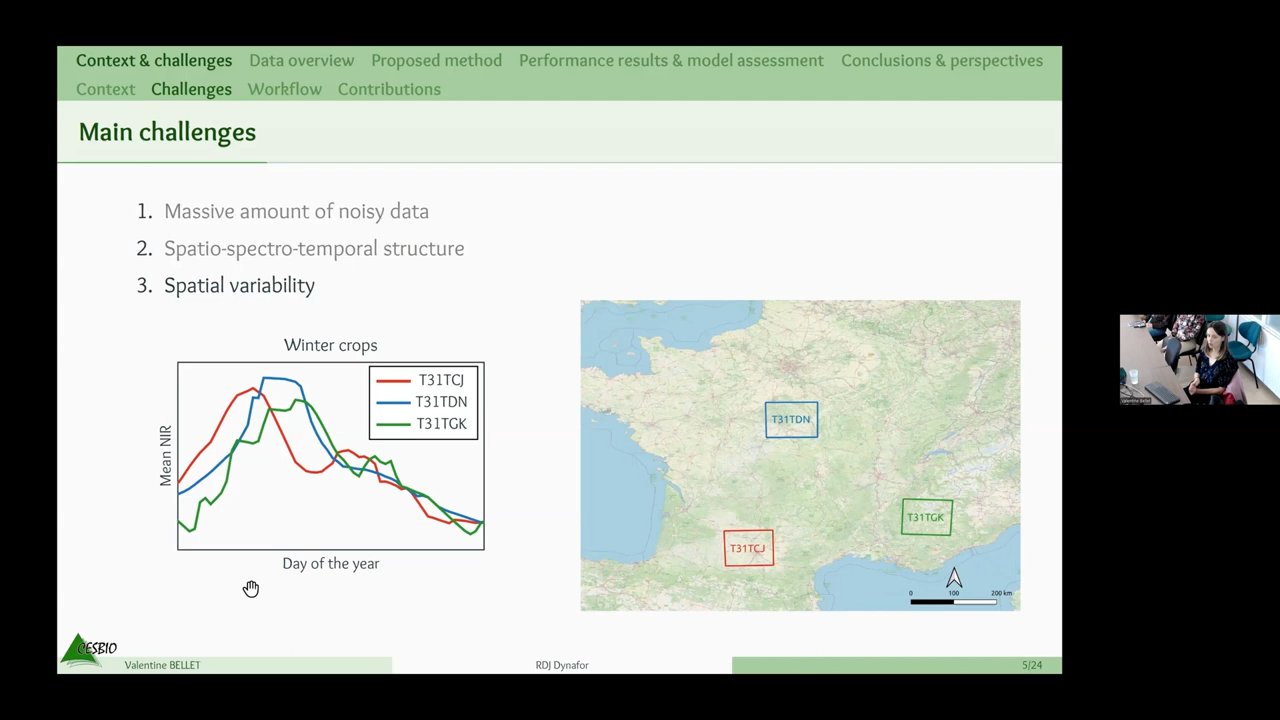 Context & challenges Data overview Proposed method Performance results & model assessment Conclusions & perspectives
Context Challenges Workflow Contributions
Main challenges
1. Massive amount of noisy data
2. Spatio-spectro-temporal structure
3. Spatial variability
Winter crops
T31TCJ
T31TDN
T31TGK
Mean NIR
Day of the year
T31TDN
T31TGK
T31TCJ
0 100 200 km
CESBIO
Valentine BELLET RDJ Dynafor 5/24
Valentine Bellet